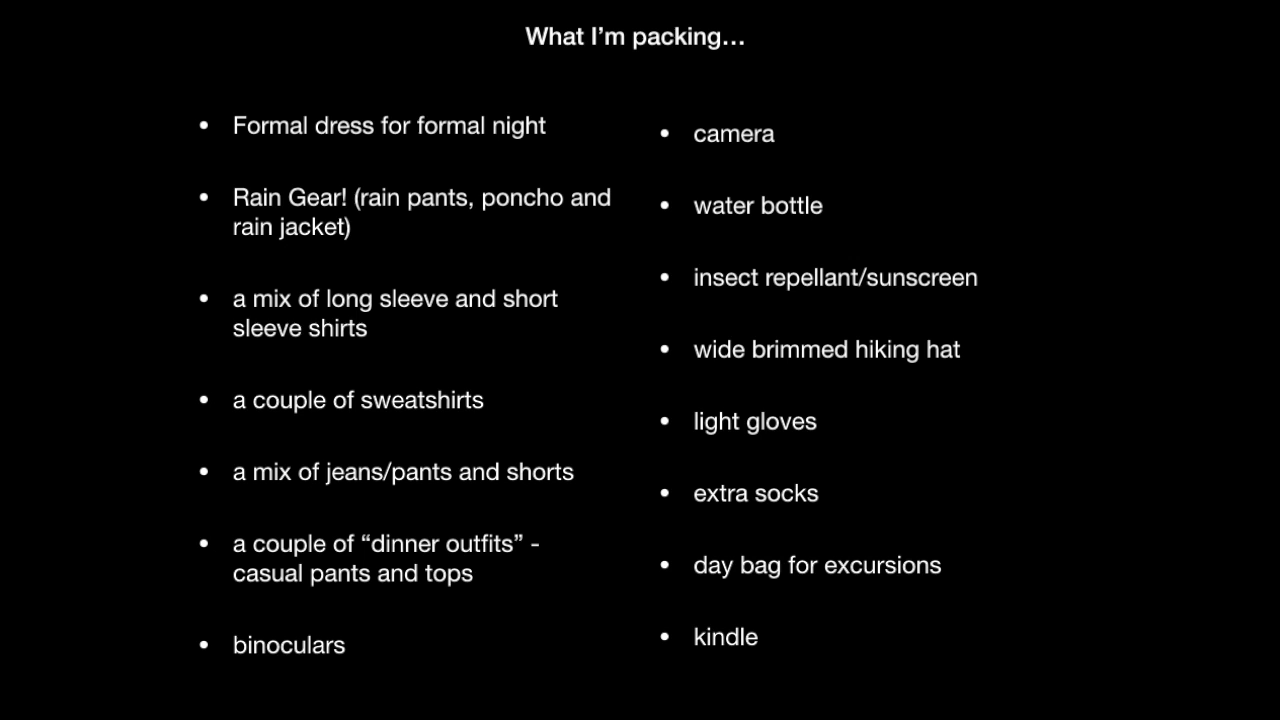 What I’m packing…
• Formal dress for formal night
• Rain Gear! (rain pants, poncho and
rain jacket)
• a mix of long sleeve and short
sleeve shirts
• a couple of sweatshirts
• a mix of jeans/pants and shorts
• a couple of “dinner outfits” -
casual pants and tops
• binoculars
• camera
• water bottle
• insect repellant/sunscreen
• wide brimmed hiking hat
• light gloves
• extra socks
• day bag for excursions
• kindle